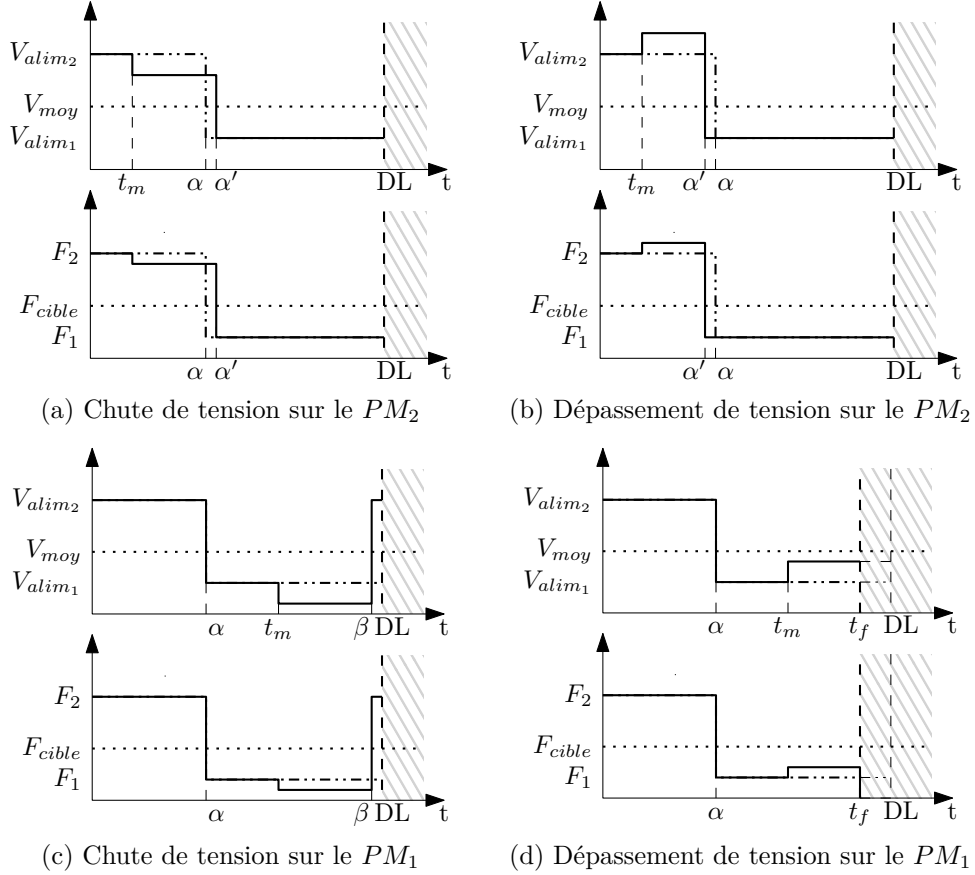 V_{alim_2}
V_{moy}
V_{alim_1}
t_m α α' DL t
F_2
F_{cible}
F_1
α α' DL t
(a) Chute de tension sur le PM_2
V_{alim_2}
V_{moy}
V_{alim_1}
t_m α' α DL t
F_2
F_{cible}
F_1
α' α DL t
(b) Dépassement de tension sur le PM_2
V_{alim_2}
V_{moy}
V_{alim_1}
α t_m β DL t
F_2
F_{cible}
F_1
α β DL t
(c) Chute de tension sur le PM_1
V_{alim_2}
V_{moy}
V_{alim_1}
α t_m t_f DL t
F_2
F_{cible}
F_1
α t_f DL t
(d) Dépassement de tension sur le PM_1